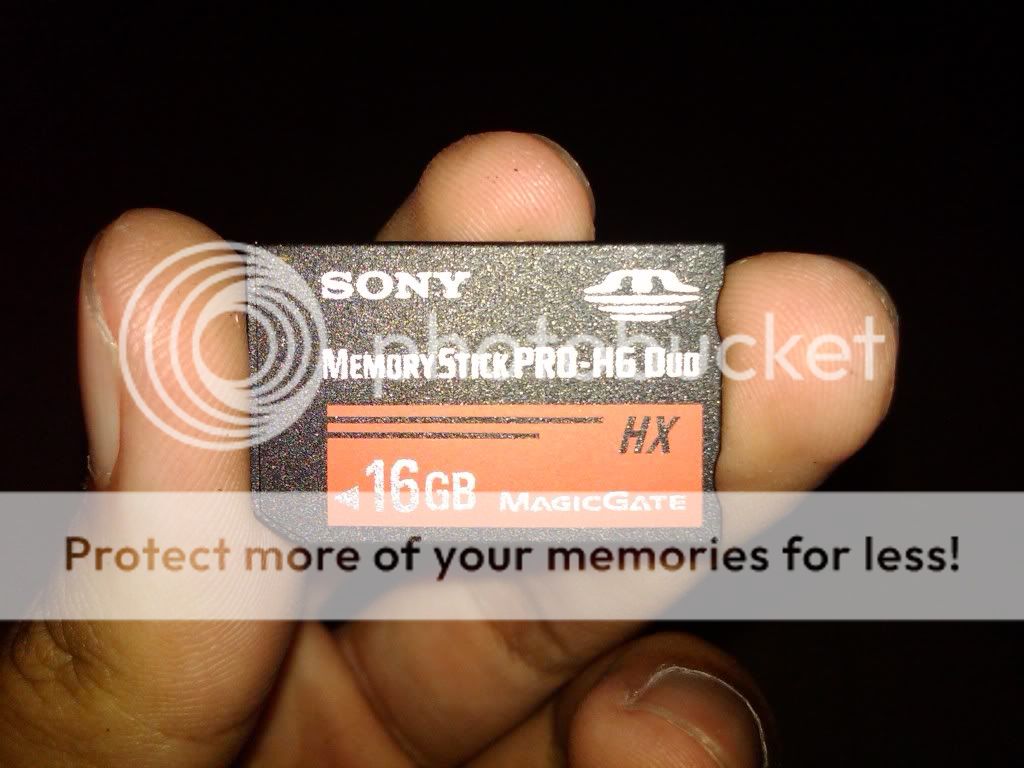 SONY
photobucket
MEMORY STICK PRO-HG DUO
HX
16GB MAGICGATE
Protect more of your memories for less!